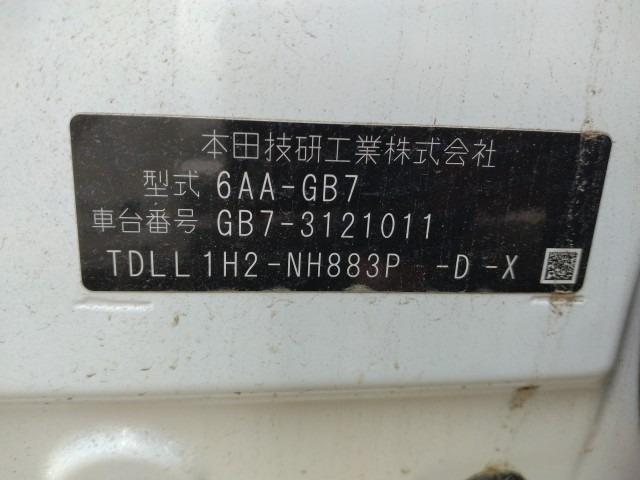 本田技研工業株式会社
型式 6AA-GB7
車台番号 GB7-3121011
TDLL1H2-NH883P -D-X